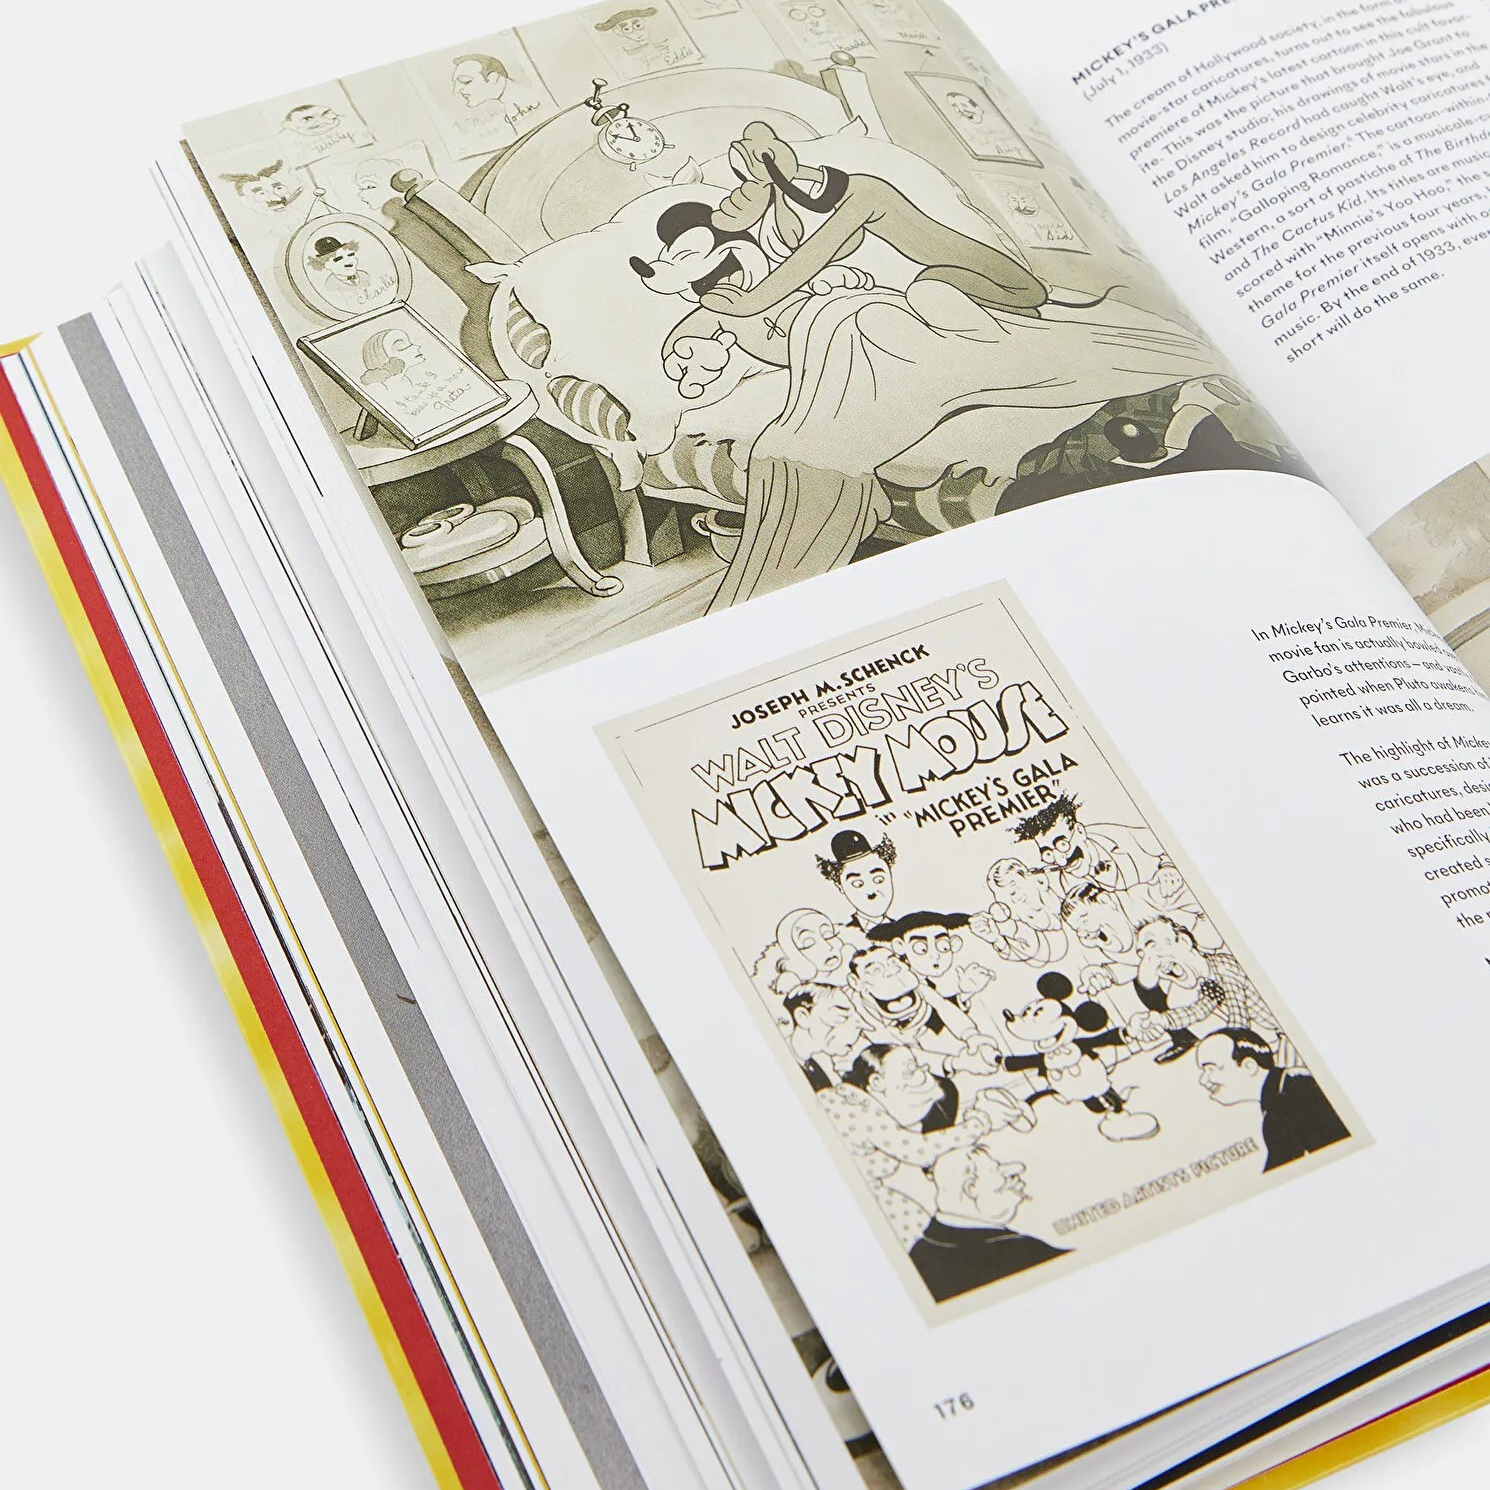 Eddie
John
Wally
Charlie
Greta
Sid
JOSEPH M. SCHENCK
PRESENTS
WALT DISNEY'S
MICKEY MOUSE
in "MICKEY'S GALA
PREMIER"
UNITED ARTISTS PICTURE
176
MICKEY'S GALA
(July 1, 1933)
The cream of Hollywood society, in the form of
movie-star caricatures, turns out to see the fabulous
premiere of Mickey's latest cartoon in this cult favor-
ite. This was the picture that brought Joe Grant to
the Disney studio; his drawings of movie stars in the
Los Angeles Record had caught Walt's eye, and
Walt asked him to design celebrity caricatures
Mickey's Gala Premier." The cartoon-within-
film, "Galloping Romance," is a musicale-
Western, a sort of pastiche of The
and The Cactus Kid. Its titles are
scored with "Minnie's Yoo Hoo," the
theme for the previous four years,
Gala Premier itself opens with
music. By the end of 1933,
short will do the same.
In Mickey's Gala Premier,
movie fan is actually bowled
Garbo's attentions—and
pointed when Pluto awakens
learns it was all a dream.
The highlight of
was a succession of
caricatures,
who had been
specifically
created
the